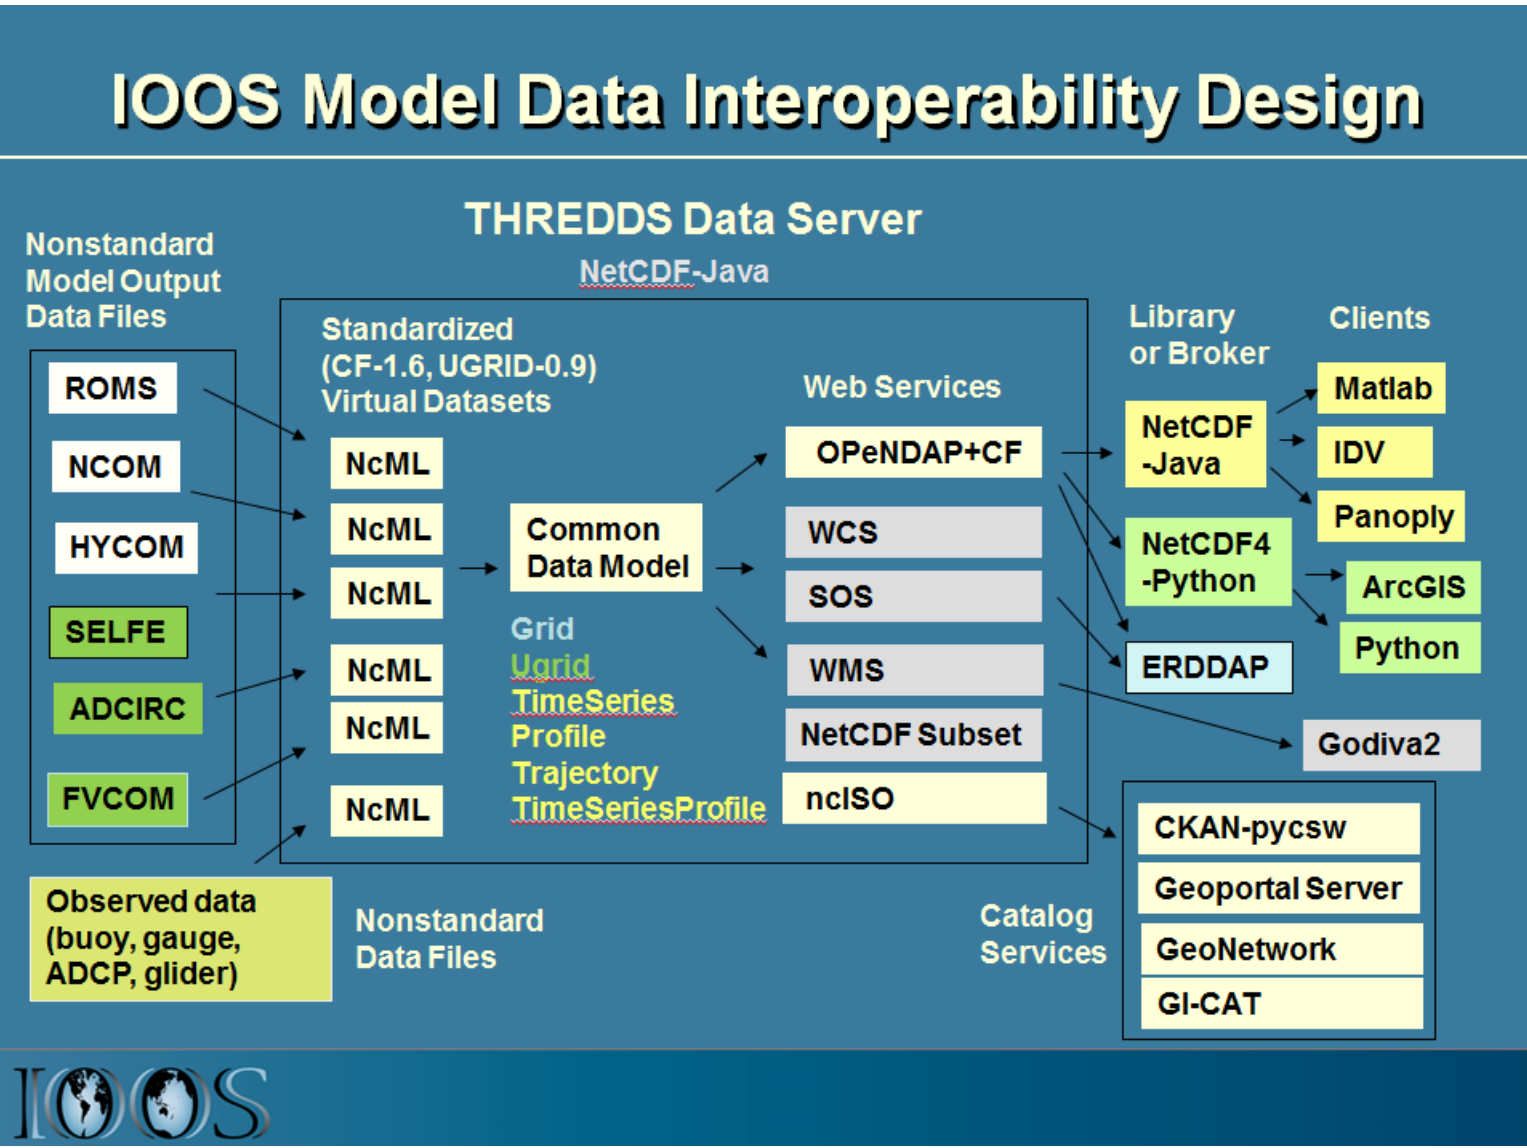 IOOS Model Data Interoperability Design
THREDDS Data Server
NetCDF-Java
Nonstandard
Model Output
Data Files
ROMS
NCOM
HYCOM
SELFE
ADCIRC
FVCOM
Observed data
(buoy, gauge,
ADCP, glider)
Nonstandard
Data Files
Standardized
(CF-1.6, UGRID-0.9)
Virtual Datasets
NcML
NcML
NcML
NcML
NcML
NcML
Common
Data Model
Grid
Ugrid
TimeSeries
Profile
Trajectory
TimeSeriesProfile
Web Services
OPeNDAP+CF
WCS
SOS
WMS
NetCDF Subset
ncISO
Library
or Broker
NetCDF
-Java
NetCDF4
-Python
ERDDAP
Clients
Matlab
IDV
Panoply
ArcGIS
Python
Godiva2
Catalog
Services
CKAN-pycsw
Geoportal Server
GeoNetwork
GI-CAT
IOOS